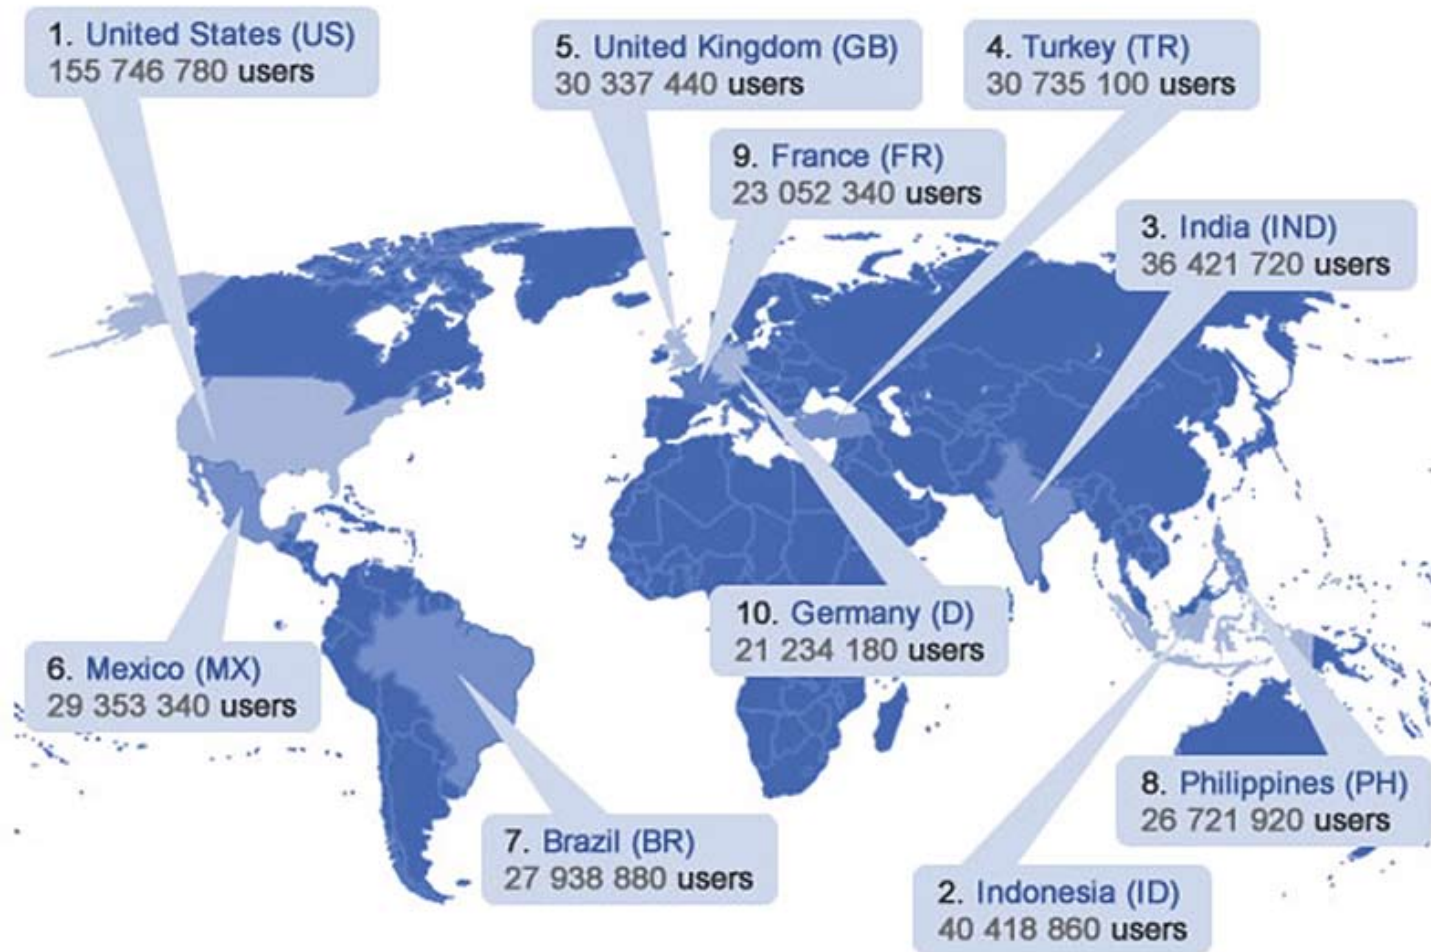 1. United States (US)
155 746 780 users
5. United Kingdom (GB)
30 337 440 users
4. Turkey (TR)
30 735 100 users
9. France (FR)
23 052 340 users
3. India (IND)
36 421 720 users
10. Germany (D)
21 234 180 users
6. Mexico (MX)
29 353 340 users
8. Philippines (PH)
26 721 920 users
7. Brazil (BR)
27 938 880 users
2. Indonesia (ID)
40 418 860 users